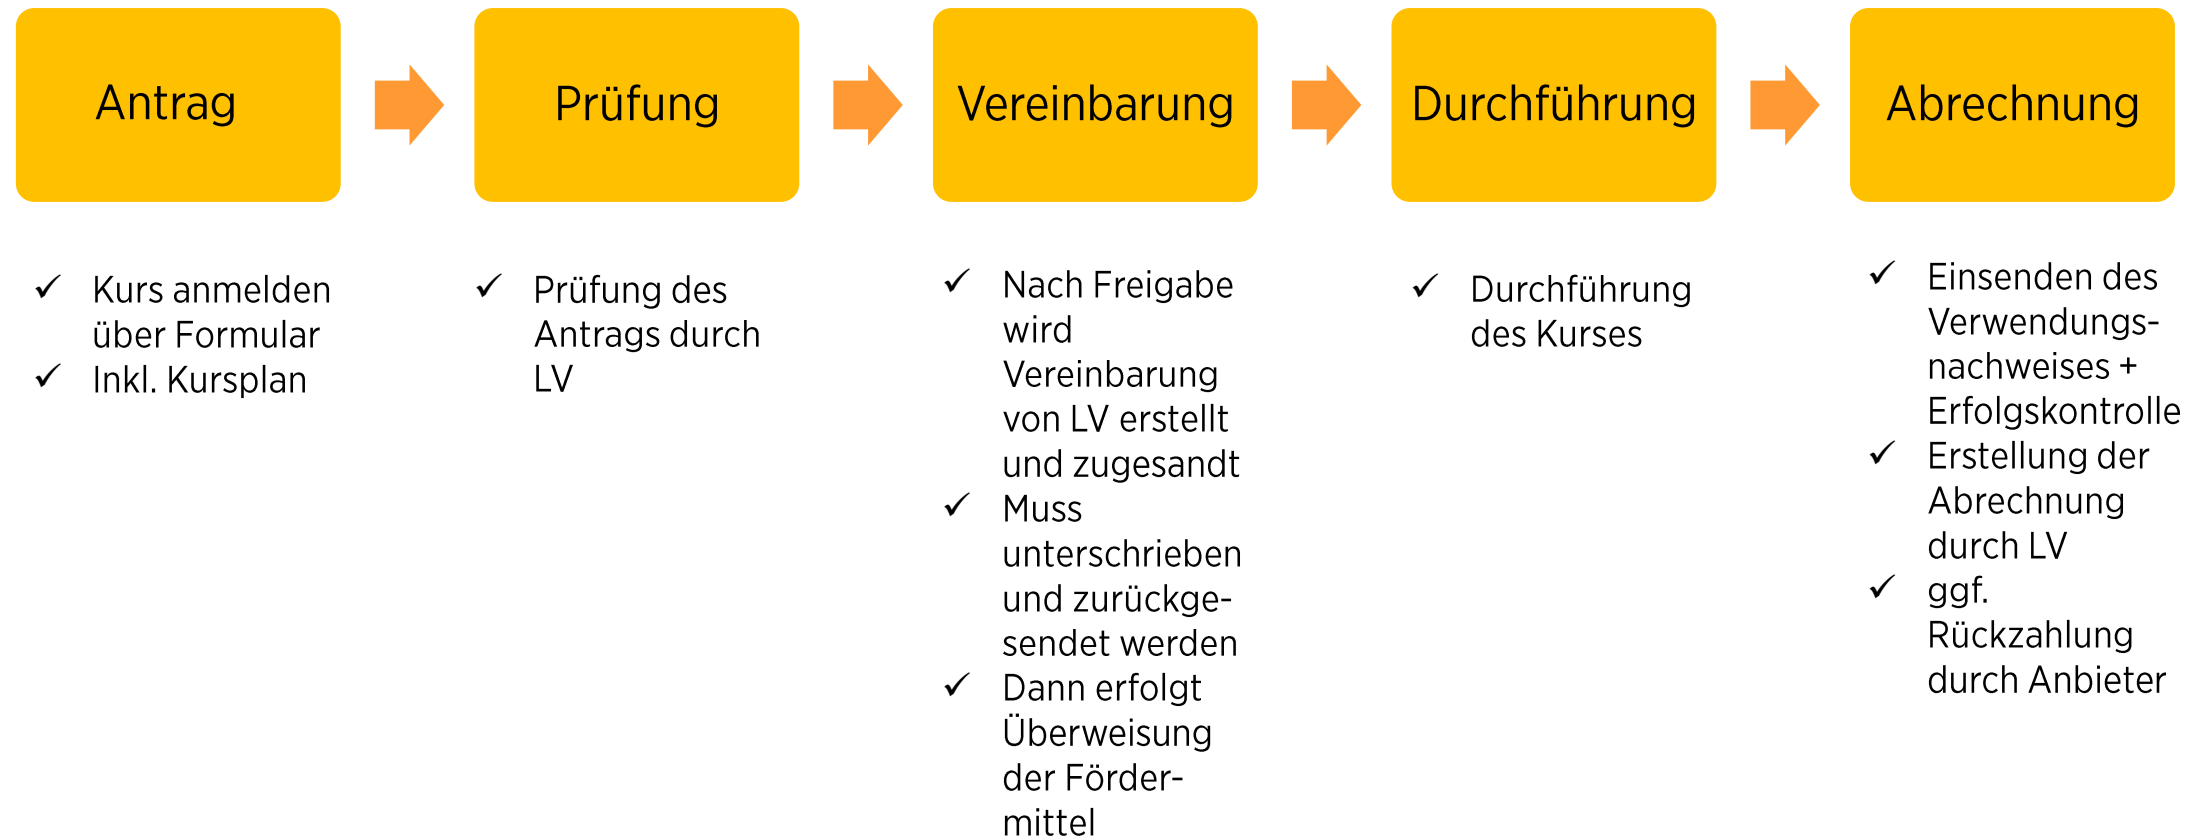 Antrag
Prüfung
Vereinbarung
Durchführung
Abrechnung
✓ Kurs anmelden
über Formular
✓ Inkl. Kursplan
✓ Prüfung des
Antrags durch
LV
✓ Nach Freigabe
wird
Vereinbarung
von LV erstellt
und zugesandt
✓ Muss
unterschrieben
und zurückge-
sendet werden
✓ Dann erfolgt
Überweisung
der Förder-
mittel
✓ Durchführung
des Kurses
✓ Einsenden des
Verwendungs-
nachweises +
Erfolgskontrolle
✓ Erstellung der
Abrechnung
durch LV
✓ ggf.
Rückzahlung
durch Anbieter